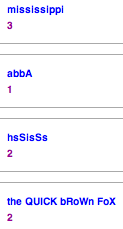 mississippi
3
abbA
1
hsSisSs
2
the QUICK bRoWn FoX
2